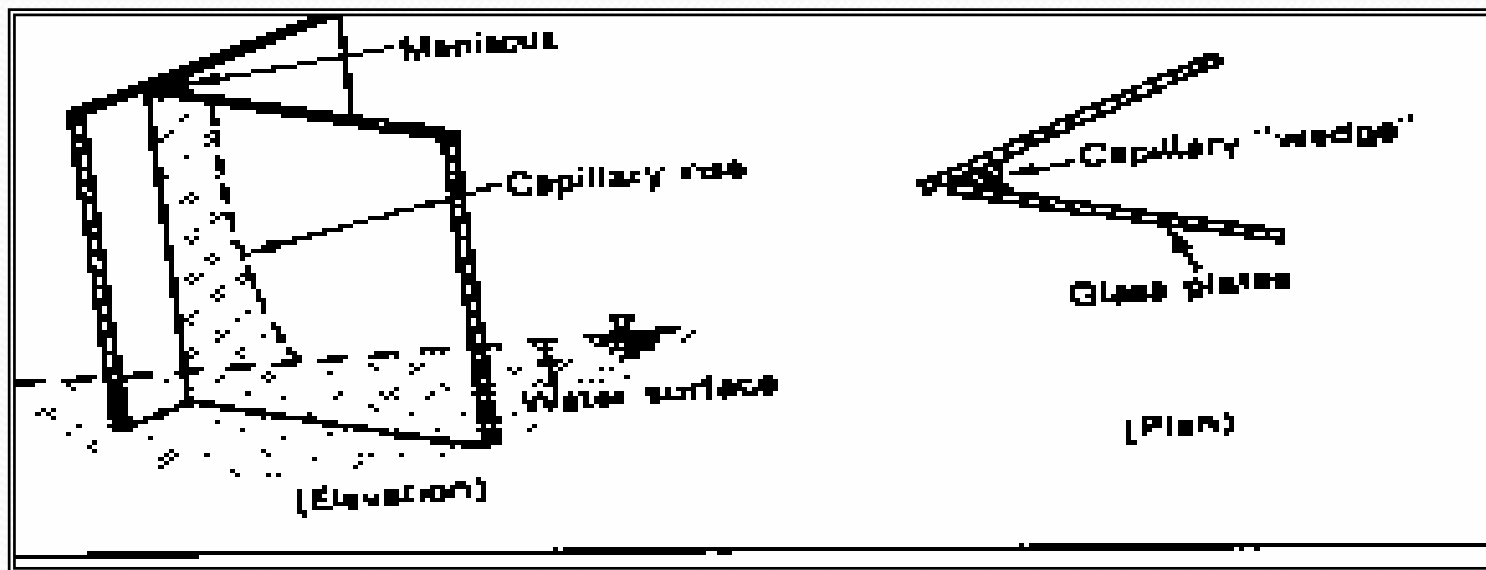 Meniscus
Capillary rise
Water surface
(Elevation)
Capillary "wedge"
Glass plates
(Plan)